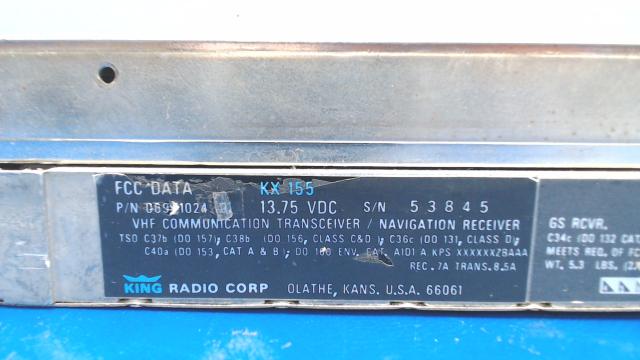 FCC DATA KX 155
P/N 069-1024 13.75 VDC S/N 53845
VHF COMMUNICATION TRANSCEIVER / NAVIGATION RECEIVER
TSO C37b (DO 157), C38b (DO 156, CLASS C&D), C36c (DO 131, CLASS D),
C40a (DO 153, CAT A & B), DO 160 ENV. CAT. A1D1 A KPS XXXXXXZBAAA
REC. .7A TRANS. 8.5A
KING RADIO CORP OLATHE, KANS. U.S.A. 66061
GS RCVR.
C34c (DO 132 CAT
MEETS REQ. OF FC
WT. 5.3 LBS.